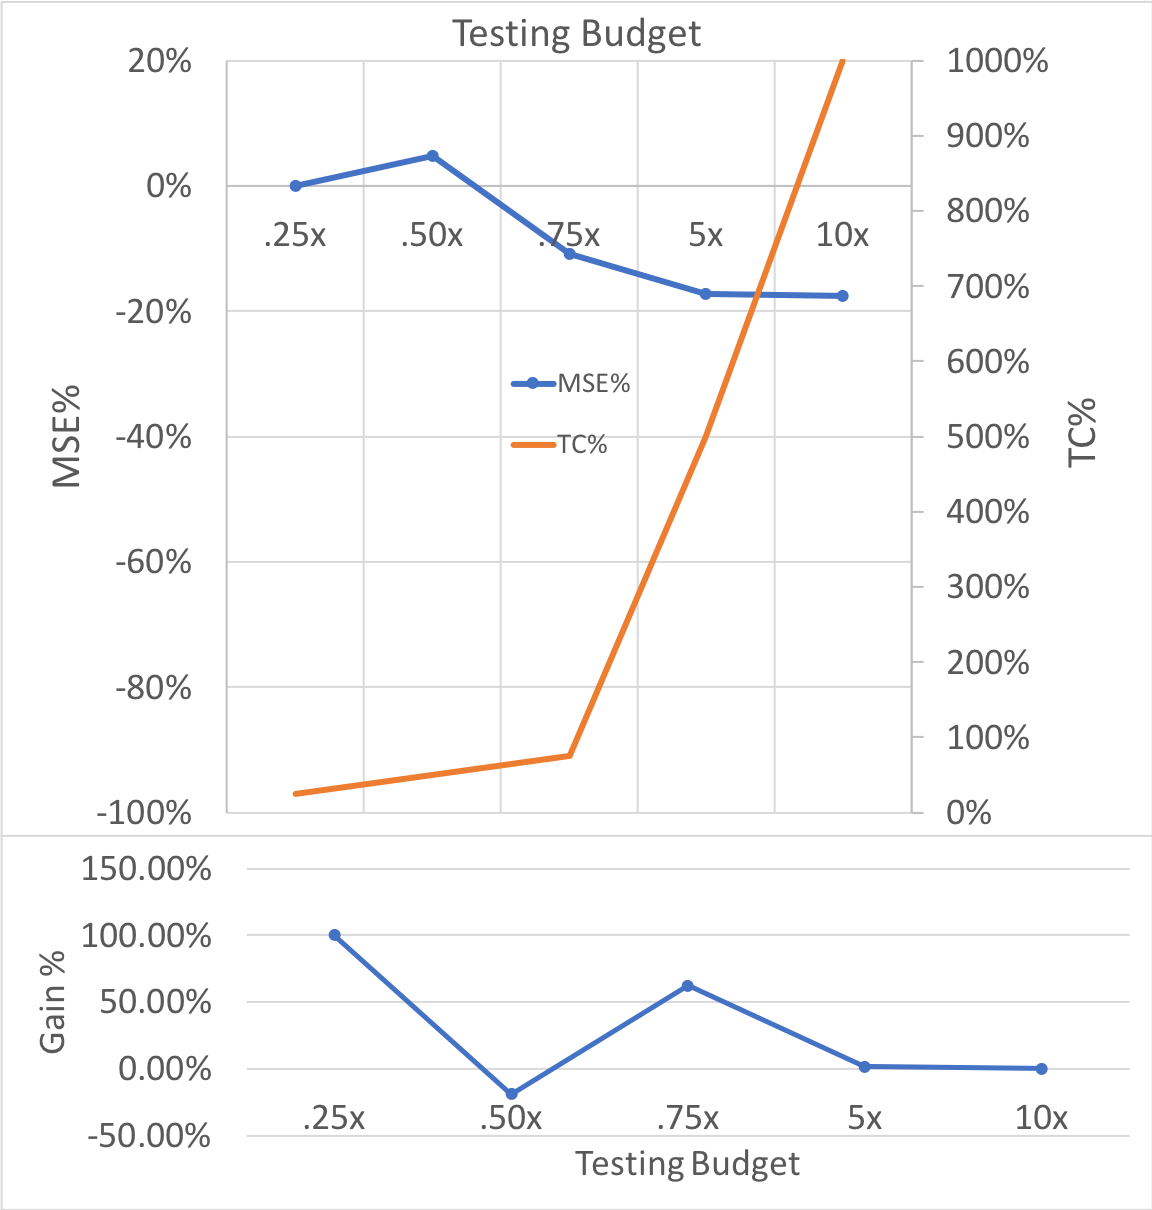 Testing Budget
20%
0%
-20%
-40%
-60%
-80%
-100%
MSE%
1000%
900%
800%
700%
600%
500%
400%
300%
200%
100%
0%
TC%
.25x .50x .75x 5x 10x
MSE%
TC%
150.00%
100.00%
50.00%
0.00%
-50.00%
Gain %
.25x .50x .75x 5x 10x
Testing Budget